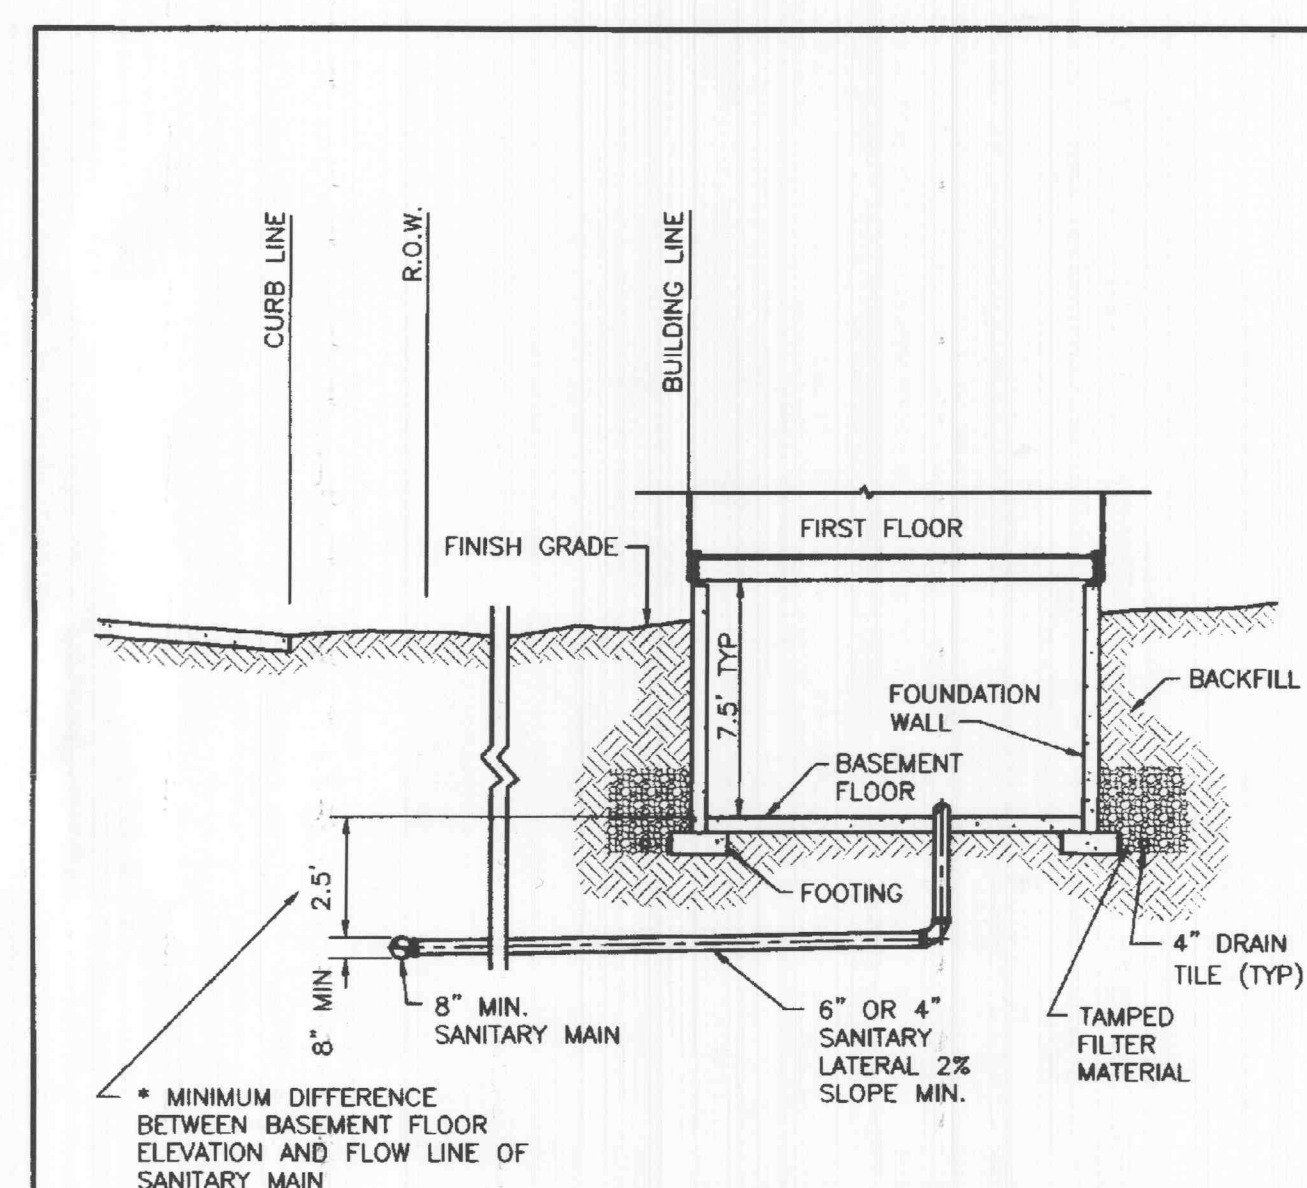 CURB LINE
R.O.W.
BUILDING LINE
FIRST FLOOR
FINISH GRADE
7.5' TYP
FOUNDATION
WALL
BACKFILL
BASEMENT
FLOOR
2.5'
FOOTING
4" DRAIN
TILE (TYP)
8" MIN
8" MIN.
SANITARY MAIN
6" OR 4"
SANITARY
LATERAL 2%
SLOPE MIN.
TAMPED
FILTER
MATERIAL
* MINIMUM DIFFERENCE
BETWEEN BASEMENT FLOOR
ELEVATION AND FLOW LINE OF
SANITARY MAIN